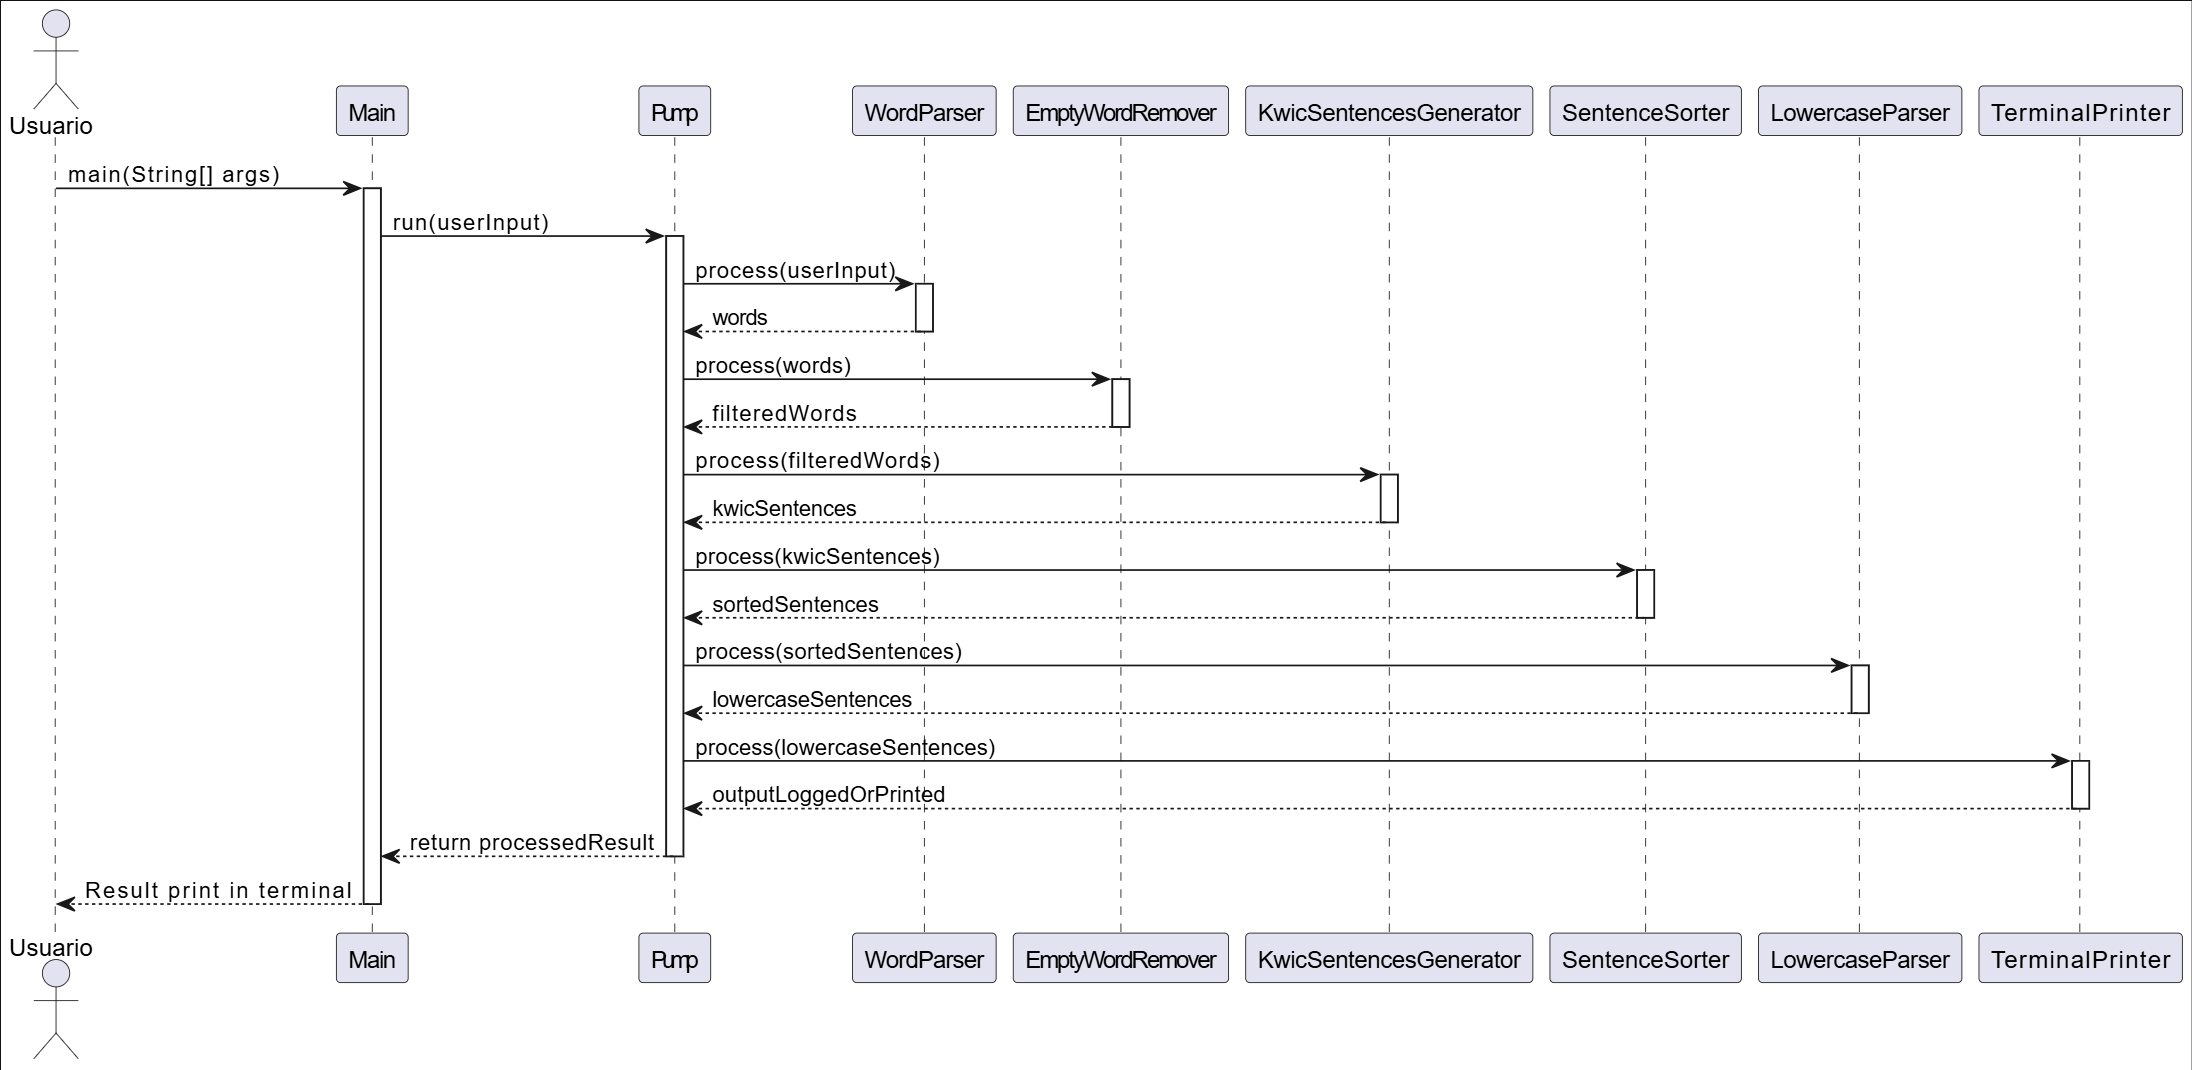 Usuario
Main
Pump
WordParser
EmptyWordRemover
KwicSentencesGenerator
SentenceSorter
LowercaseParser
TerminalPrinter
main(String[] args)
run(userInput)
process(userInput)
words
process(words)
filteredWords
process(filteredWords)
kwicSentences
process(kwicSentences)
sortedSentences
process(sortedSentences)
lowercaseSentences
process(lowercaseSentences)
outputLoggedOrPrinted
return processedResult
Result print in terminal
Usuario
Main
Pump
WordParser
EmptyWordRemover
KwicSentencesGenerator
SentenceSorter
LowercaseParser
TerminalPrinter